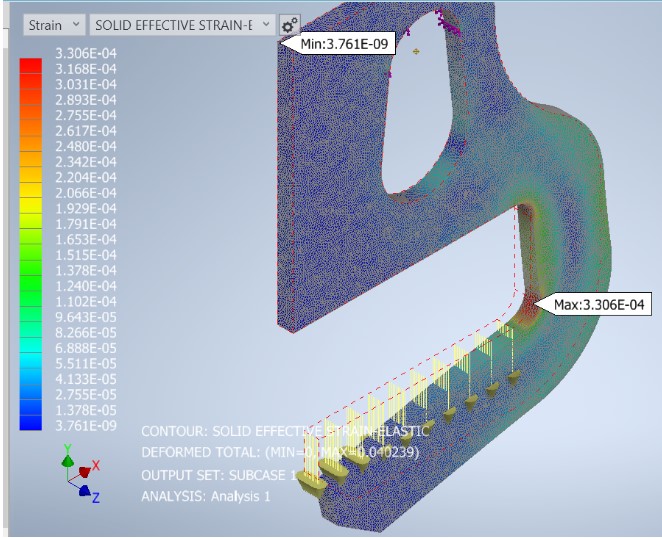 Strain
SOLID EFFECTIVE STRAIN-E
Min:3.761E-09
3.306E-04
3.168E-04
3.031E-04
2.893E-04
2.755E-04
2.617E-04
2.480E-04
2.342E-04
2.204E-04
2.066E-04
1.929E-04
1.791E-04
1.653E-04
1.515E-04
1.378E-04
1.240E-04
1.102E-04
9.643E-05
8.266E-05
6.888E-05
5.511E-05
4.133E-05
2.755E-05
1.378E-05
3.761E-09
Max:3.306E-04
CONTOUR: SOLID EFFECTIVE STRAIN-ELASTIC
DEFORMED TOTAL: (MIN=0, MAX=0.040239)
OUTPUT SET: SUBCASE 1
ANALYSIS: Analysis 1
Y
X
Z